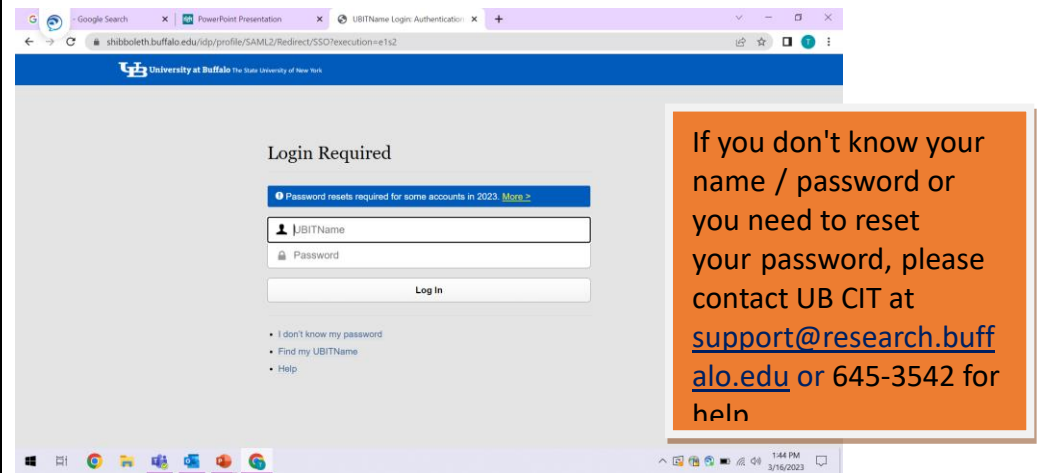 - Google Search
PowerPoint Presentation
UBITName Login: Authentication
shibboleth.buffalo.edu/idp/profile/SAML2/Redirect/SSO?execution=e1s2
T
UB University at Buffalo The State University of New York
Login Required
Password resets required for some accounts in 2023. More >
UBITName
Password
Log In
• I don't know my password
• Find my UBITName
• Help
If you don't know your
name / password or
you need to reset
your password, please
contact UB CIT at
support@research.buff
alo.edu or 645-3542 for
help
1:44 PM
3/16/2023